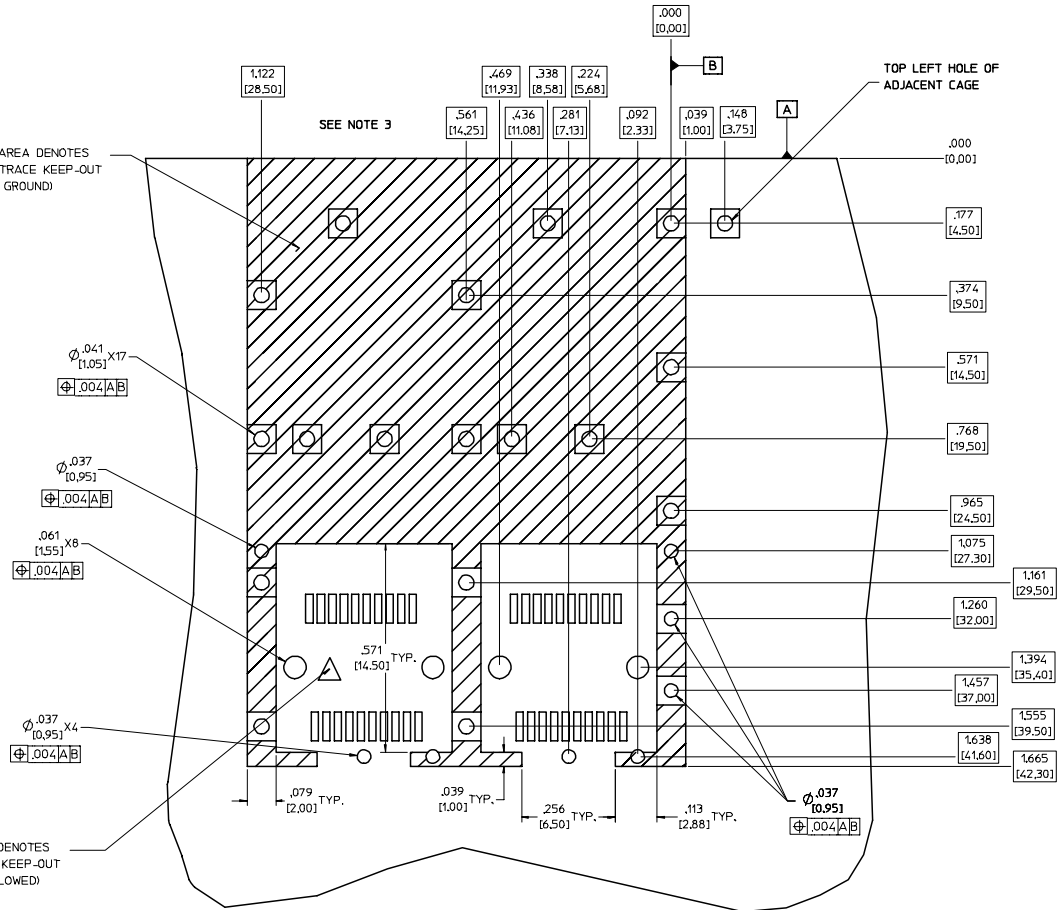 .000
[0,00]
B
TOP LEFT HOLE OF
ADJACENT CAGE
1.122
[28,50]
.469
[11,93]
.338
[8,58]
.224
[5,68]
SEE NOTE 3
.561
[14,25]
.436
[11,08]
.281
[7,13]
.092
[2,33]
.039
[1,00]
.148
[3,75]
A
.000
[0,00]
AREA DENOTES
TRACE KEEP-OUT
GROUND)
.177
[4,50]
.374
[9,50]
Ø.041
[1,05] X17
⌖ .004 A B
.571
[14,50]
.768
[19,50]
Ø.037
[0,95]
⌖ .004 A B
.965
[24,50]
.061
[1,55] X8
⌖ .004 A B
1.075
[27,30]
1.161
[29,50]
1.260
[32,00]
.571
[14,50] TYP.
1.394
[35,40]
1.457
[37,00]
Ø.037
[0,95] X4
⌖ .004 A B
1.555
[39,50]
1.638
[41,60]
1.665
[42,30]
.079
[2,00] TYP.
.039
[1,00] TYP.
.256
[6,50] TYP.
.113
[2,88] TYP.
Ø.037
[0,95]
⌖ .004 A B
DENOTES
KEEP-OUT
LOWED)